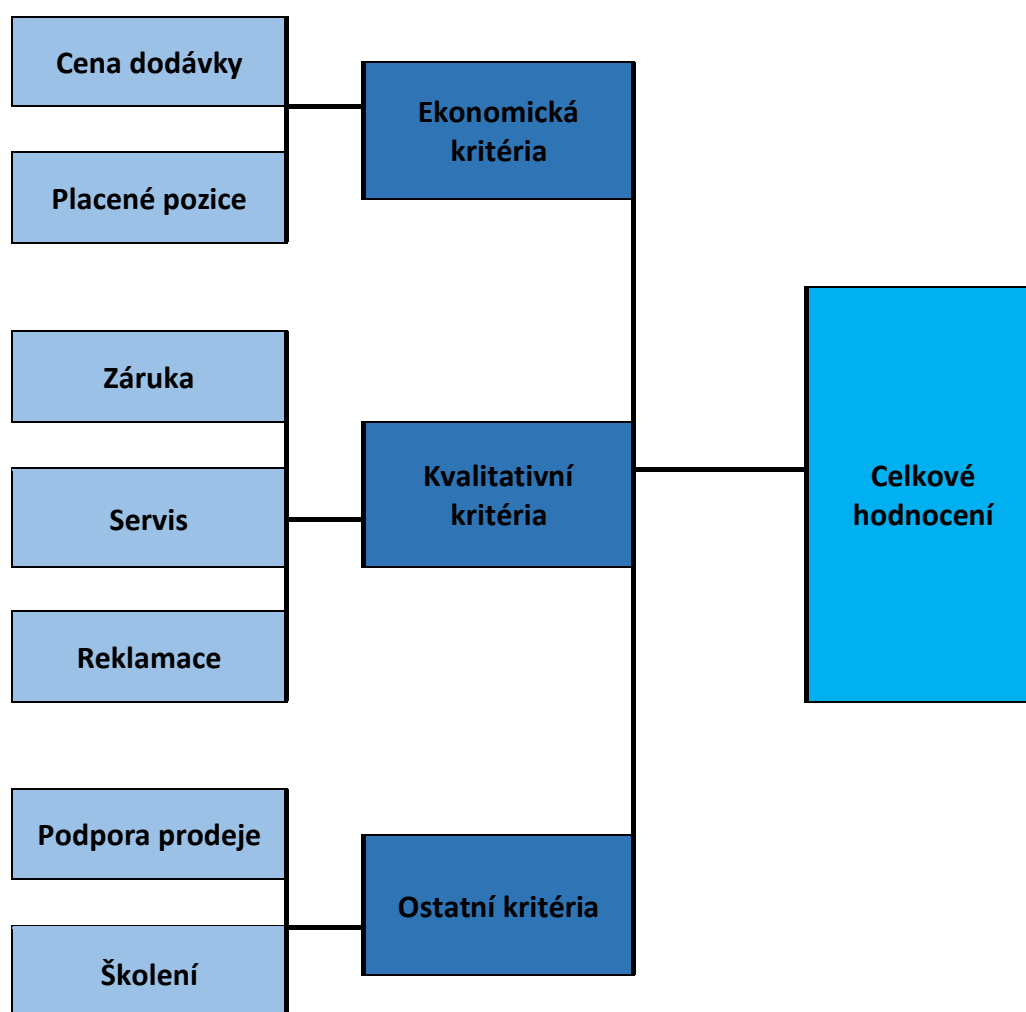 Cena dodávky
Placené pozice
Ekonomická
kritéria
Záruka
Servis
Reklamace
Kvalitativní
kritéria
Celkové
hodnocení
Podpora prodeje
Školení
Ostatní kritéria